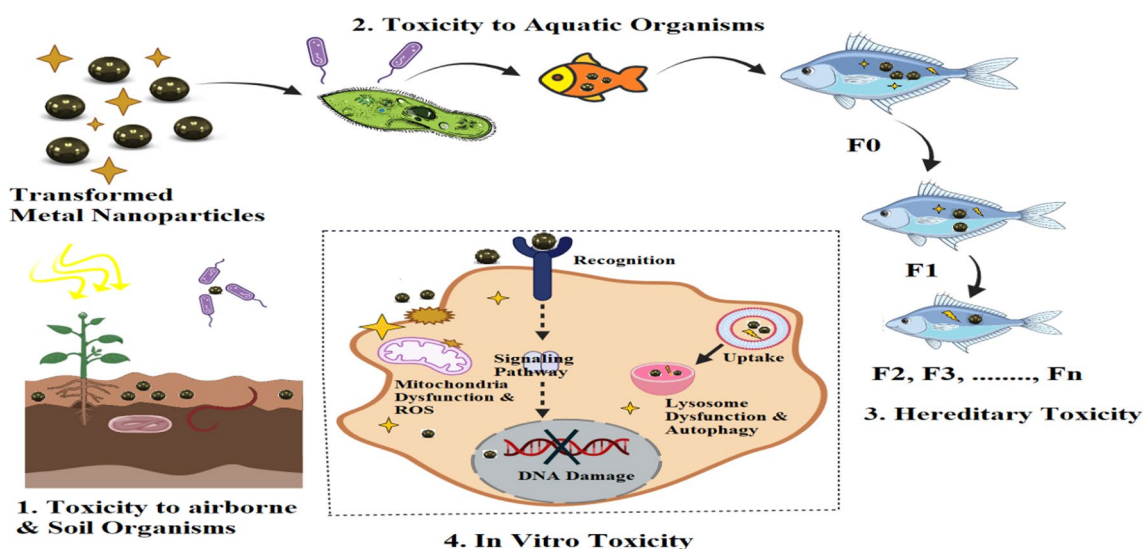 2. Toxicity to Aquatic Organisms
Transformed
Metal Nanoparticles
F0
F1
F2, F3, ........, Fn
3. Hereditary Toxicity
1. Toxicity to airborne
& Soil Organisms
Recognition
Signaling
Pathway
Mitochondria
Dysfunction &
ROS
Uptake
Lysosome
Dysfunction &
Autophagy
DNA Damage
4. In Vitro Toxicity